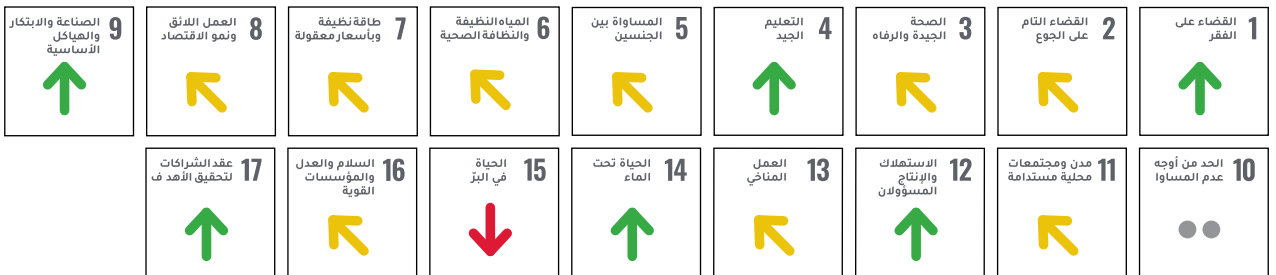 1 القضاء على
الفقر
2 القضاء التام
على الجوع
3 الصحة
الجيدة والرفاه
4 التعليم
الجيد
5 المساواة بين
الجنسين
6 المياه النظيفة
والنظافة الصحية
7 طاقة نظيفة
وبأسعار معقولة
8 العمل اللائق
ونمو الاقتصاد
9 الصناعة والابتكار
والهياكل
الأساسية
10 الحد من أوجه
عدم المساوا
11 مدن ومجتمعات
محلية مستدامة
12 الاستهلاك
والإنتاج
المسؤولان
13 العمل
المناخي
14 الحياة تحت
الماء
15 الحياة
في البرّ
16 السلام والعدل
والمؤسسات
القوية
17 عقد الشراكات
لتحقيق الأهد ف